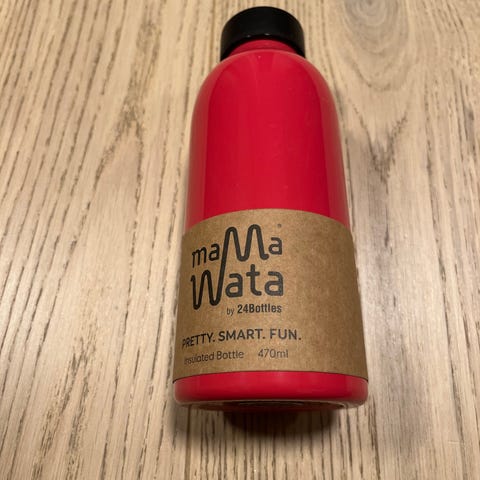 maMa
Wata
by 24Bottles
PRETTY. SMART. FUN.
Insulated Bottle 470ml